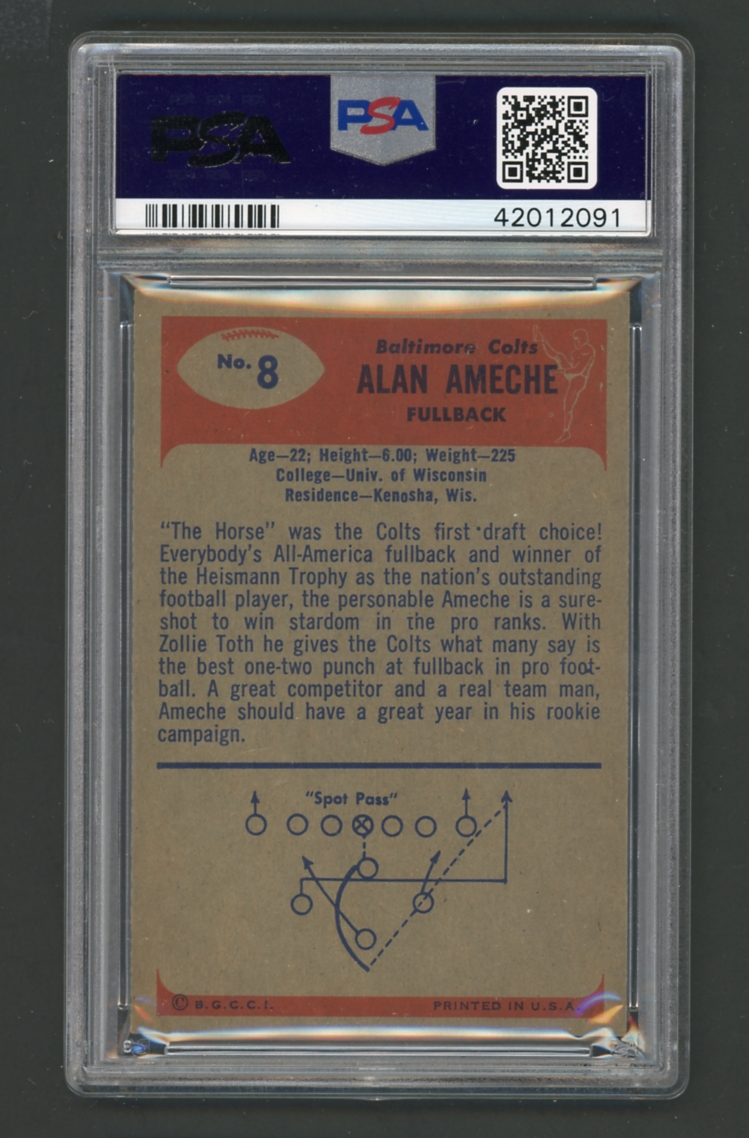 PSA
PSA
42012091
No. 8
Baltimore Colts
ALAN AMECHE
FULLBACK
Age—22; Height—6.00; Weight—225
College—Univ. of Wisconsin
Residence—Kenosha, Wis.
"The Horse" was the Colts first draft choice!
Everybody's All-America fullback and winner of
the Heismann Trophy as the nation's outstanding
football player, the personable Ameche is a sure-
shot to win stardom in the pro ranks. With
Zollie Toth he gives the Colts what many say is
the best one-two punch at fullback in pro foot-
ball. A great competitor and a real team man,
Ameche should have a great year in his rookie
campaign.
"Spot Pass"
© B.G.C.C.I.
PRINTED IN U.S.A.